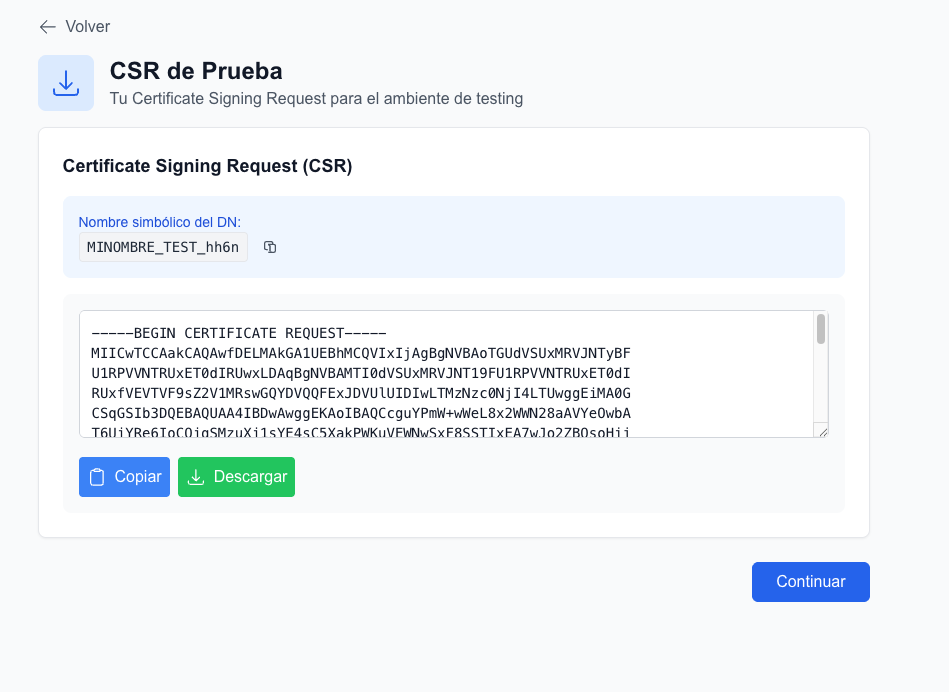 Volver
CSR de Prueba
Tu Certificate Signing Request para el ambiente de testing
Certificate Signing Request (CSR)
Nombre simbólico del DN:
MINOMBRE_TEST_hh6n
-----BEGIN CERTIFICATE REQUEST-----
MIICwTCCAakCAQAwfDELMAkGA1UEBhMCQVIxIjAgBgNVBAoTGUdVSUxMRVJNTyBF
U1RPVVNTRUxET0dIRUwxLDAqBgNVBAMTI0dVSUxMRVJNT19FU1RPVVNTRUxET0dI
RUxfVEVTVF9sZ2V1MRswGQYDVQQFExJDVUlUIDIwLTMzNzc0NjI4LTUwggEiMA0G
CSqGSIb3DQEBAQUAA4IBDwAwggEKAoIBAQCcguYPmW+wWeL8x2WWN28aAVYeOwbA
Copiar
Descargar
Continuar